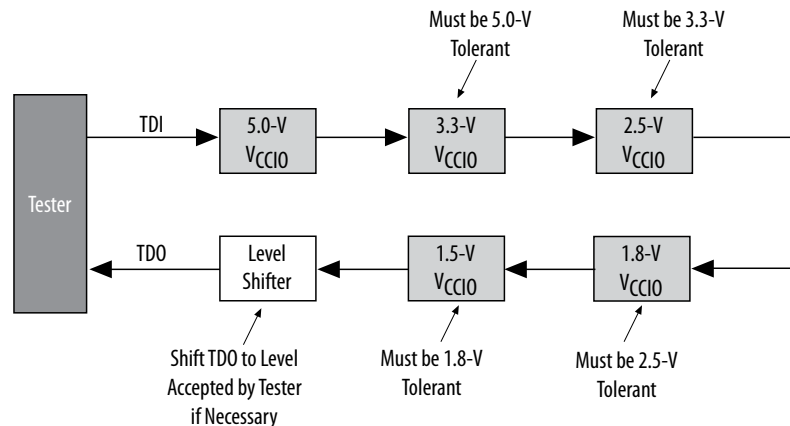 Must be 5.0-V
Tolerant
Must be 3.3-V
Tolerant
TDI
5.0-V
VCCIO
3.3-V
VCCIO
2.5-V
VCCIO
Tester
TDO
Level
Shifter
1.5-V
VCCIO
1.8-V
VCCIO
Shift TDO to Level
Accepted by Tester
if Necessary
Must be 1.8-V
Tolerant
Must be 2.5-V
Tolerant